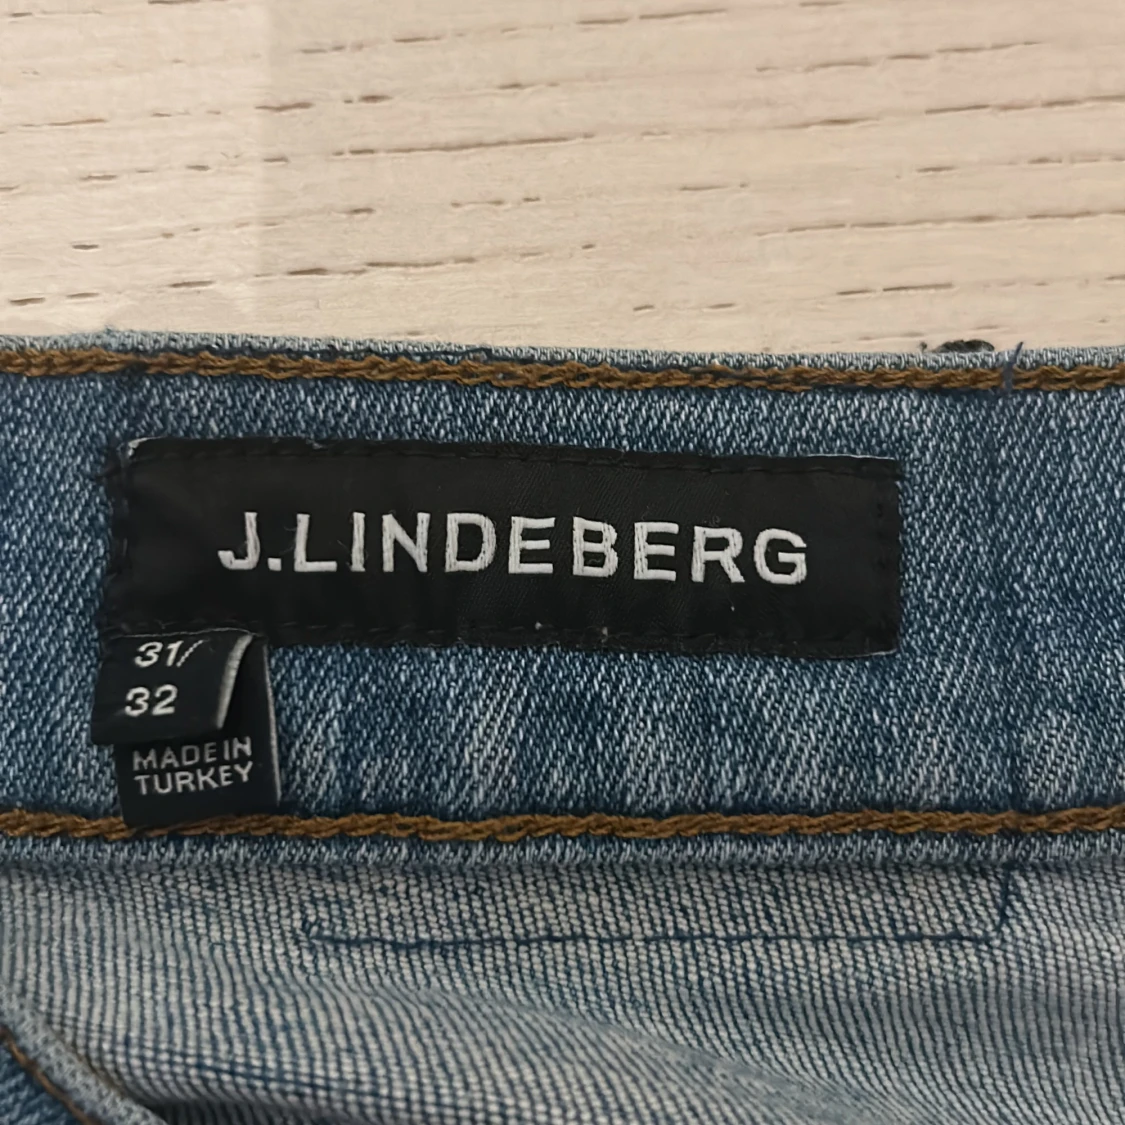 J.LINDEBERG
31/
32
MADE IN
TURKEY